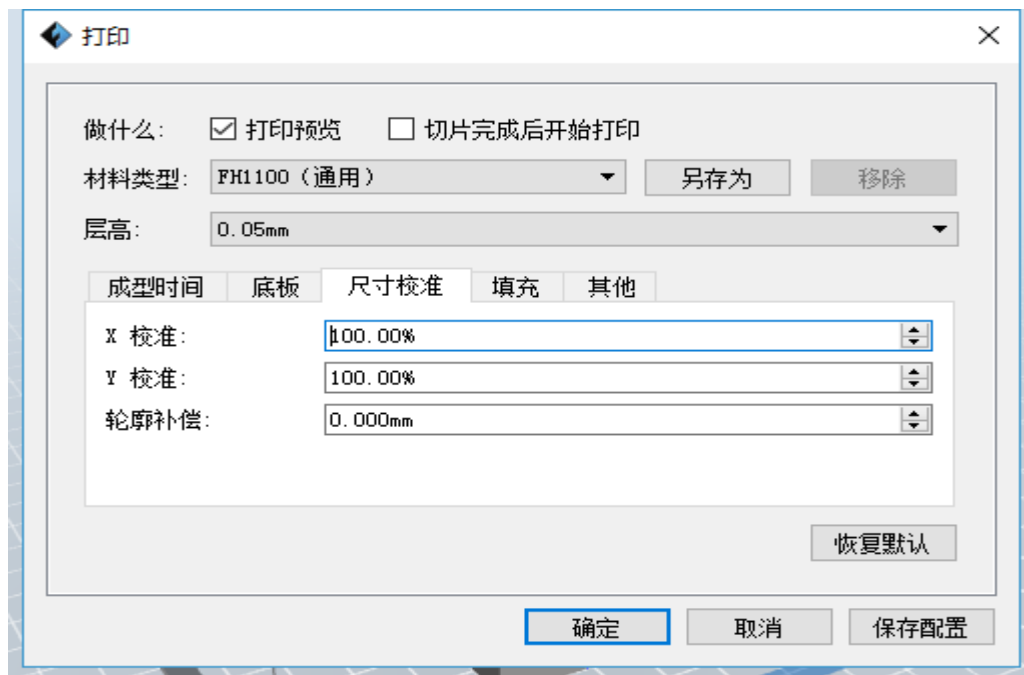 打印
做什么: 打印预览 切片完成后开始打印
材料类型: FH1100（通用） 另存为 移除
层高: 0.05mm
成型时间 底板 尺寸校准 填充 其他
X 校准: 100.00%
Y 校准: 100.00%
轮廓补偿: 0.000mm
恢复默认
确定 取消 保存配置